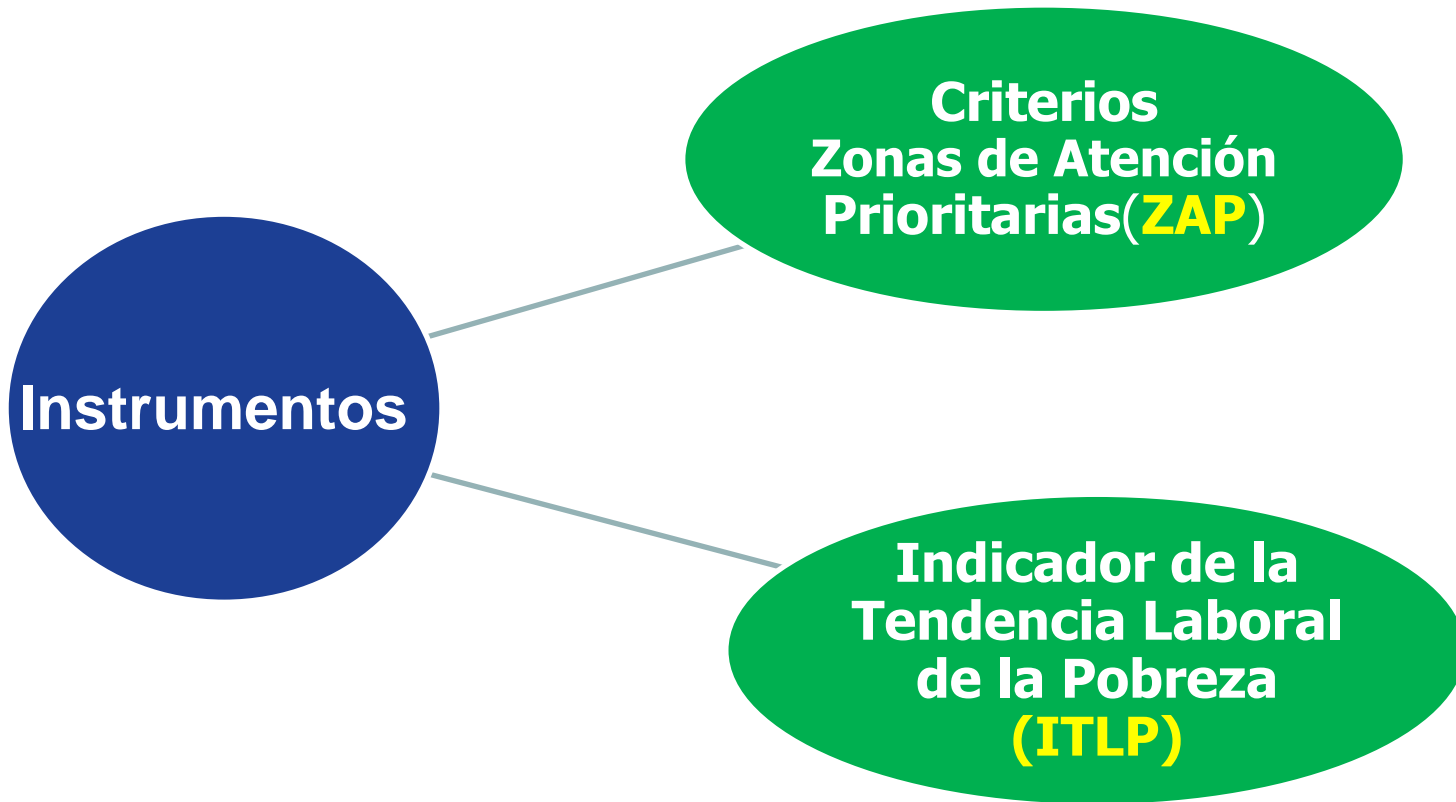 Criterios
Zonas de Atención
Prioritarias(ZAP)
Instrumentos
Indicador de la
Tendencia Laboral
de la Pobreza
(ITLP)